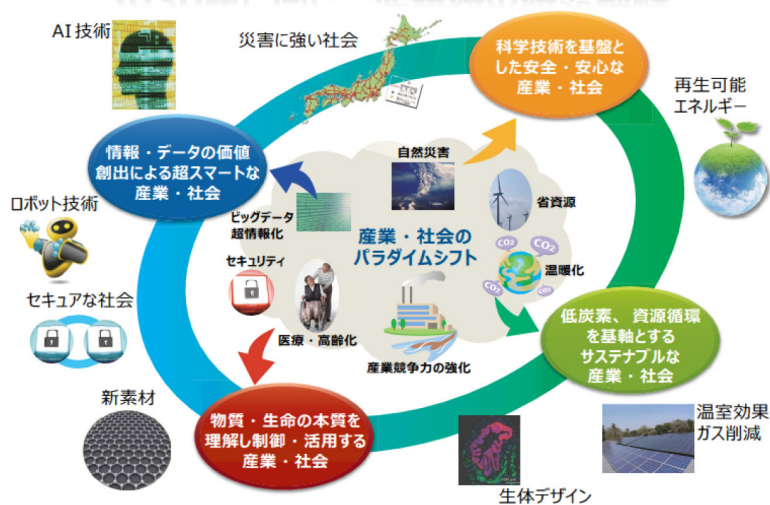 AI技術
災害に強い社会
科学技術を基盤と
した安全・安心な
産業・社会
再生可能
エネルギー
情報・データの価値
創出による超スマートな
産業・社会
自然災害
ロボット技術
ビッグデータ
超情報化
省資源
産業・社会の
パラダイムシフト
CO2
CO2
CO2
CO2
温暖化
セキュリティ
セキュアな社会
医療・高齢化
産業競争力の強化
低炭素、資源循環
を基軸とする
サステナブルな
産業・社会
新素材
物質・生命の本質を
理解し制御・活用する
産業・社会
温室効果
ガス削減
生体デザイン